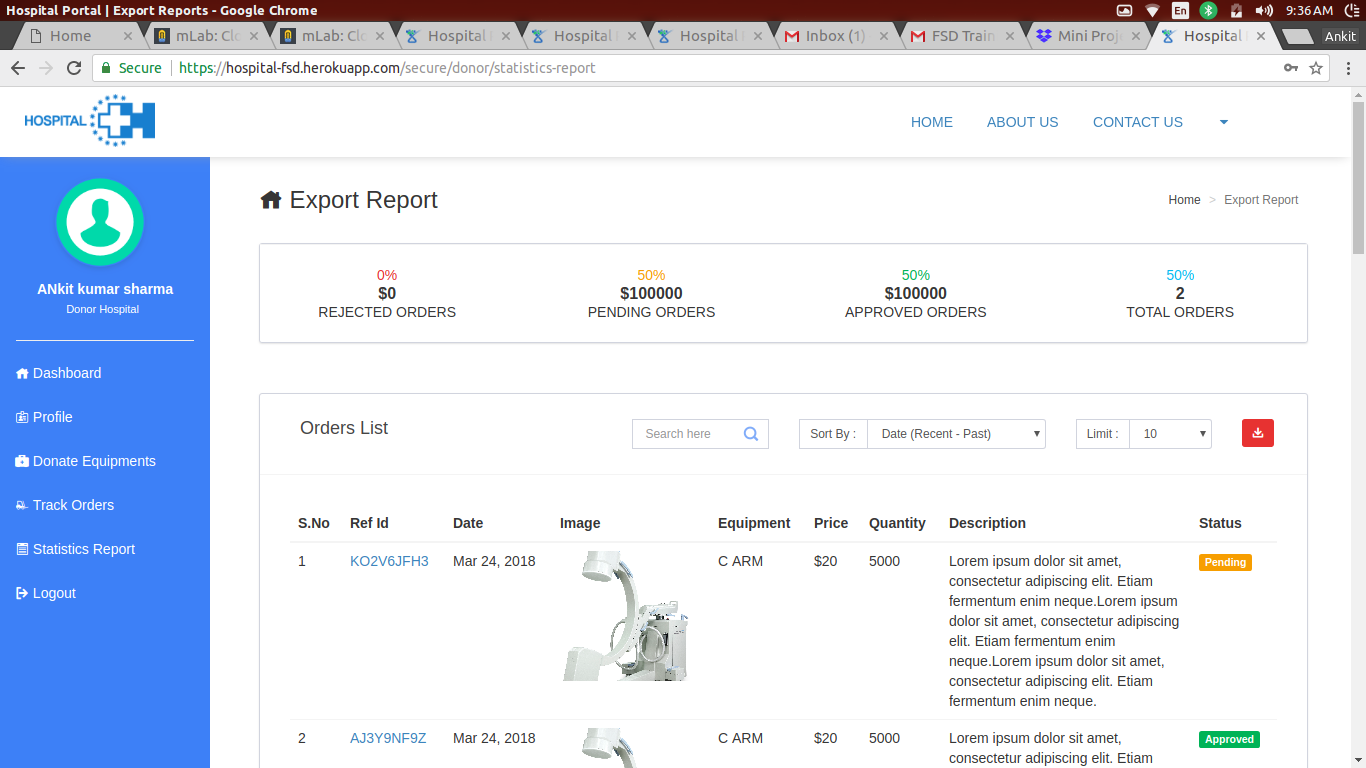 Hospital Portal | Export Reports - Google Chrome
En
9:36 AM
Home
mLab: Clo
mLab: Clo
Hospital
Hospital
Hospital
Inbox (1)
FSD Train
Mini Proj
Hospital
Ankit
Secure
https://hospital-fsd.herokuapp.com/secure/donor/statistics-report
HOSPITAL
HOME
ABOUT US
CONTACT US
ANkit kumar sharma
Donor Hospital
Dashboard
Profile
Donate Equipments
Track Orders
Statistics Report
Logout
Export Report
Home > Export Report
0%
$0
REJECTED ORDERS
50%
$100000
PENDING ORDERS
50%
$100000
APPROVED ORDERS
50%
2
TOTAL ORDERS
Orders List
Search here
Sort By :
Date (Recent - Past)
Limit :
10
S.No Ref Id Date Image Equipment Price Quantity Description Status
1 KO2V6JFH3 Mar 24, 2018 C ARM $20 5000
Lorem ipsum dolor sit amet,
consectetur adipiscing elit. Etiam
fermentum enim neque.Lorem ipsum
dolor sit amet, consectetur adipiscing
elit. Etiam fermentum enim
neque.Lorem ipsum dolor sit amet,
consectetur adipiscing elit. Etiam
fermentum enim neque.
Pending
2 AJ3Y9NF9Z Mar 24, 2018 C ARM $20 5000
Lorem ipsum dolor sit amet,
consectetur adipiscing elit. Etiam
Approved